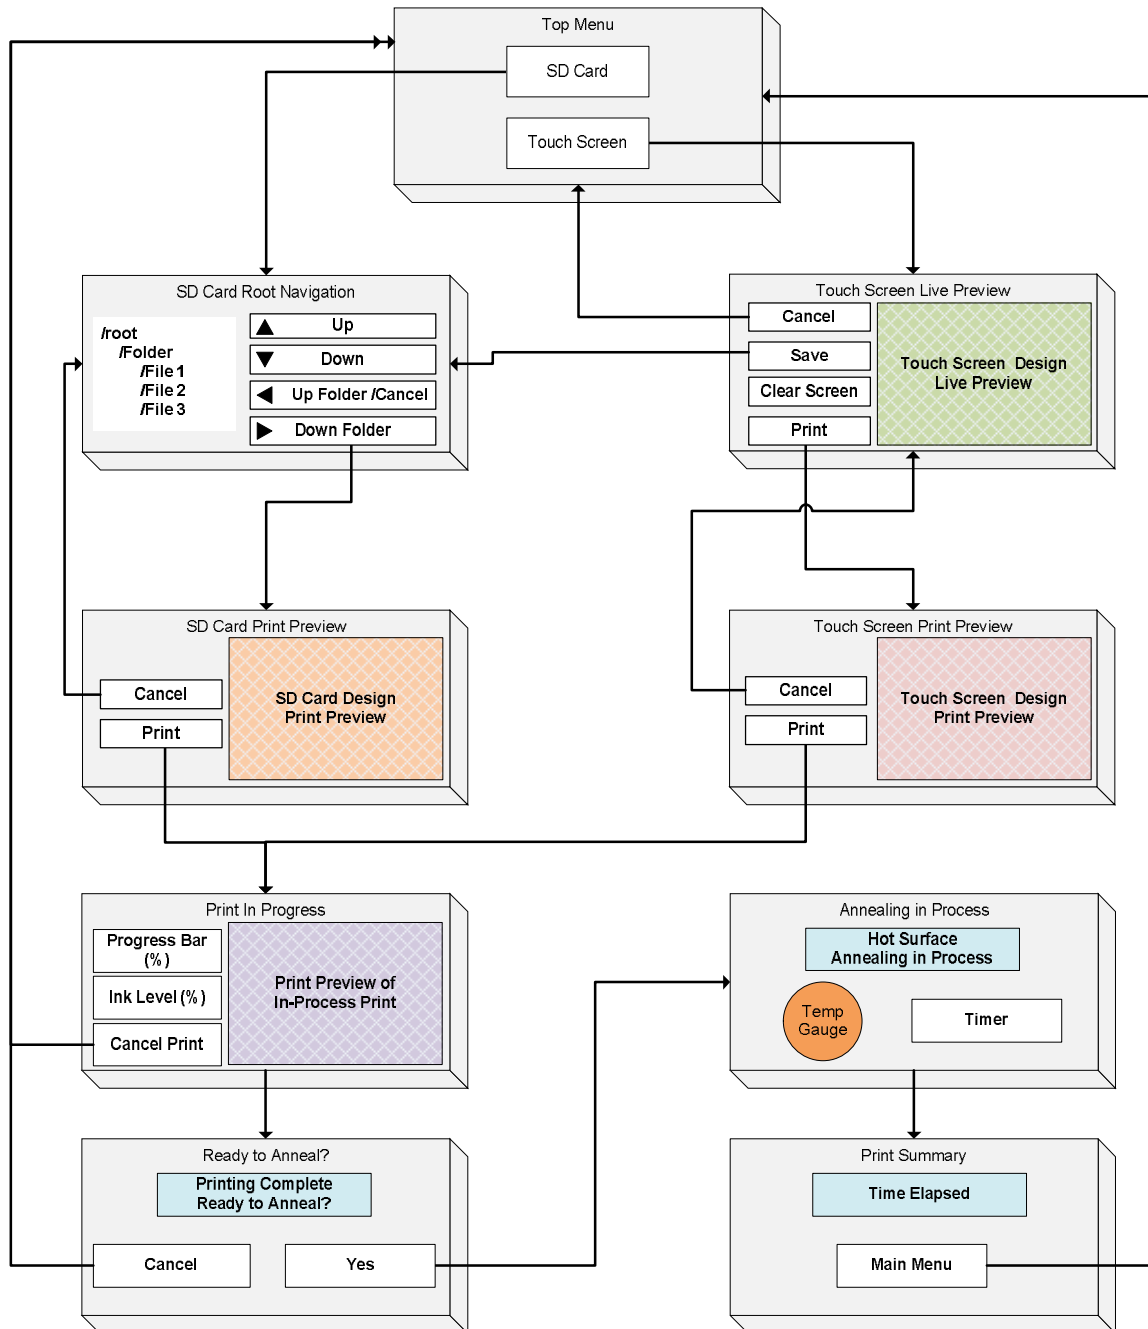 Top Menu
SD Card
Touch Screen
SD Card Root Navigation
/root
/Folder
/File 1
/File 2
/File 3
Up
Down
Up Folder /Cancel
Down Folder
Touch Screen Live Preview
Cancel
Save
Clear Screen
Print
Touch Screen Design
Live Preview
SD Card Print Preview
Cancel
Print
SD Card Design
Print Preview
Touch Screen Print Preview
Cancel
Print
Touch Screen Design
Print Preview
Print In Progress
Progress Bar
(%)
Ink Level (%)
Cancel Print
Print Preview of
In-Process Print
Annealing in Process
Hot Surface
Annealing in Process
Temp
Gauge
Timer
Ready to Anneal?
Printing Complete
Ready to Anneal?
Cancel
Yes
Print Summary
Time Elapsed
Main Menu